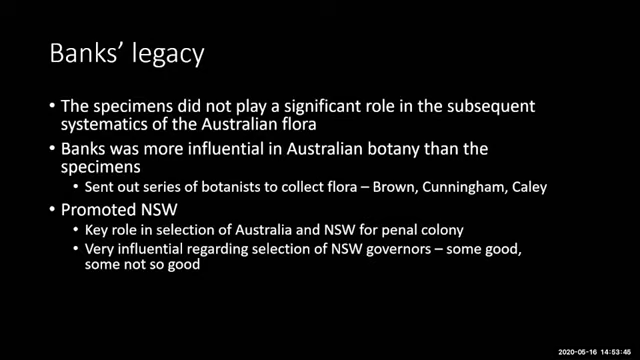 Banks' legacy
• The specimens did not play a significant role in the subsequent
systematics of the Australian flora
• Banks was more influential in Australian botany than the
specimens
• Sent out series of botanists to collect flora – Brown, Cunningham, Caley
• Promoted NSW
• Key role in selection of Australia and NSW for penal colony
• Very influential regarding selection of NSW governors – some good,
some not so good
2020-05-16 14:53:45